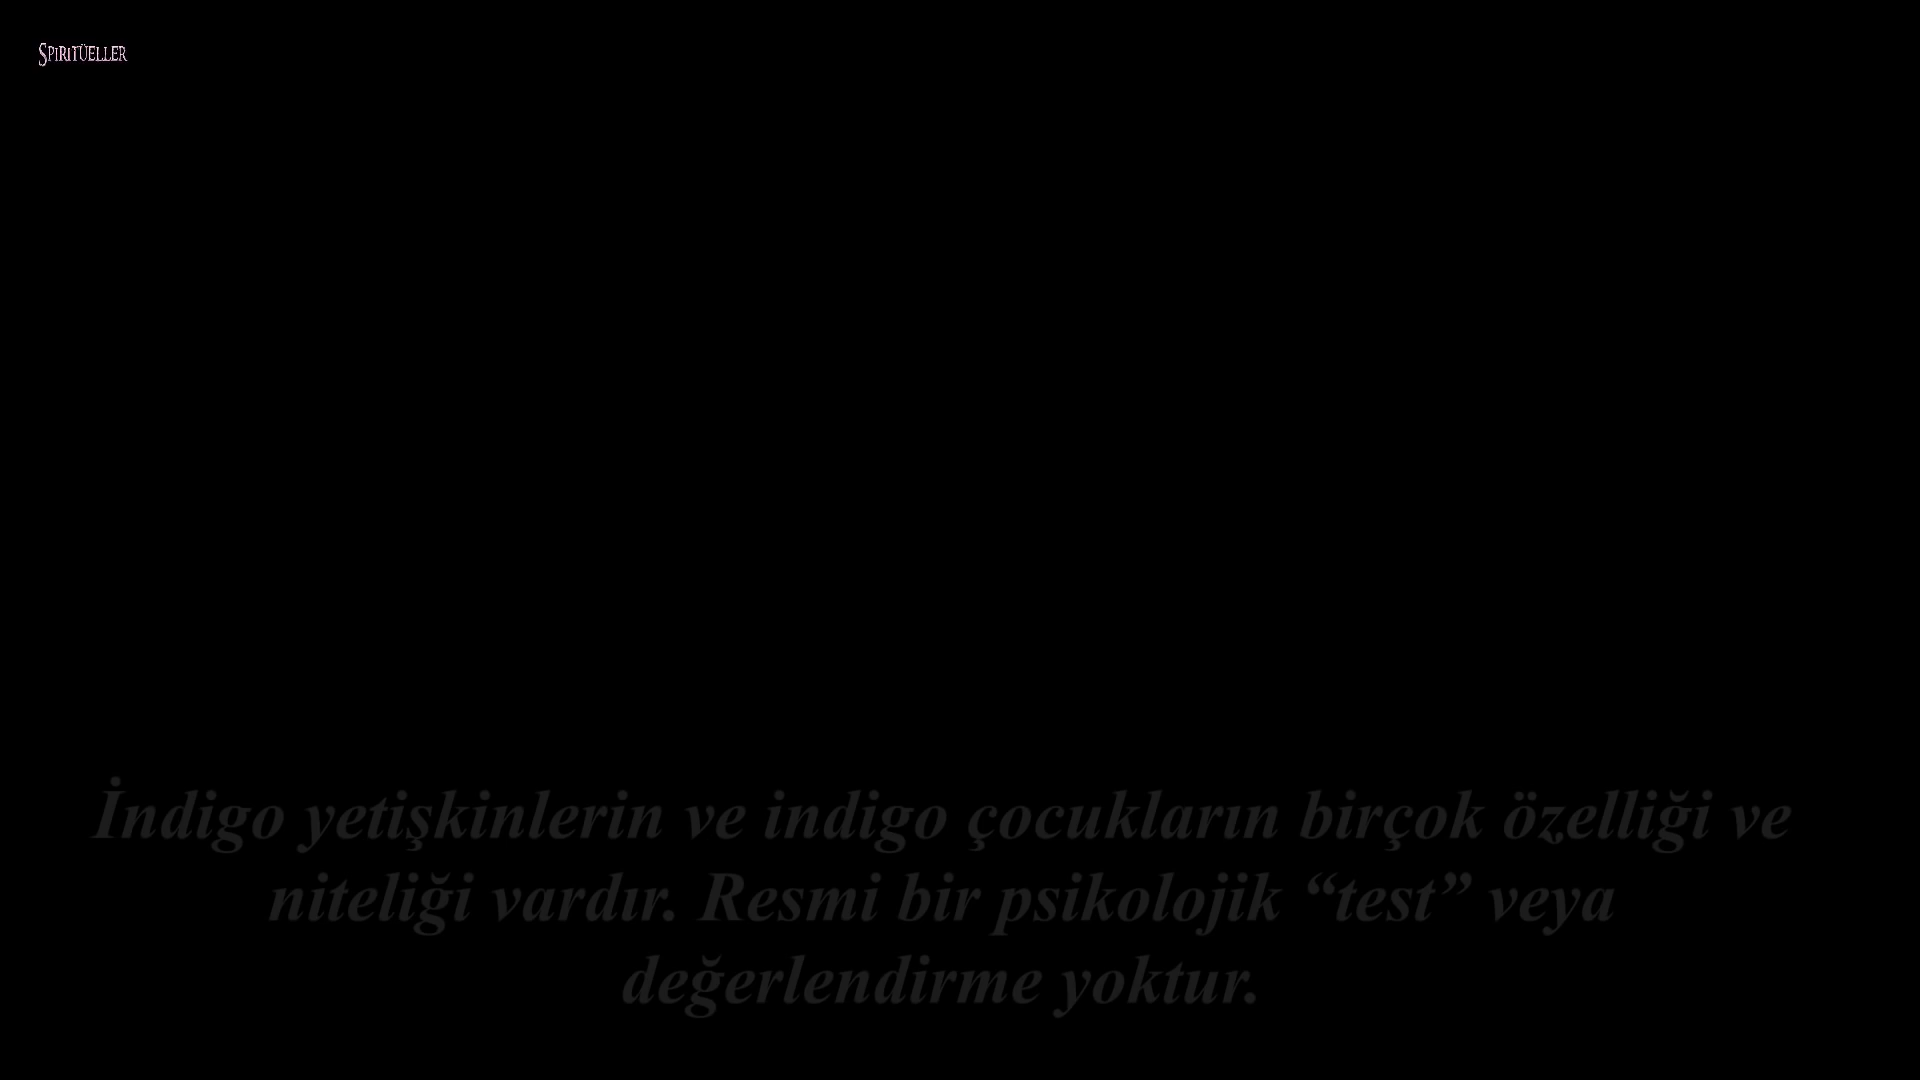 SPIRITÜELLER
İndigo yetişkinlerin ve indigo çocukların birçok özelliği ve
niteliği vardır. Resmi bir psikolojik “test” veya
değerlendirme yoktur.